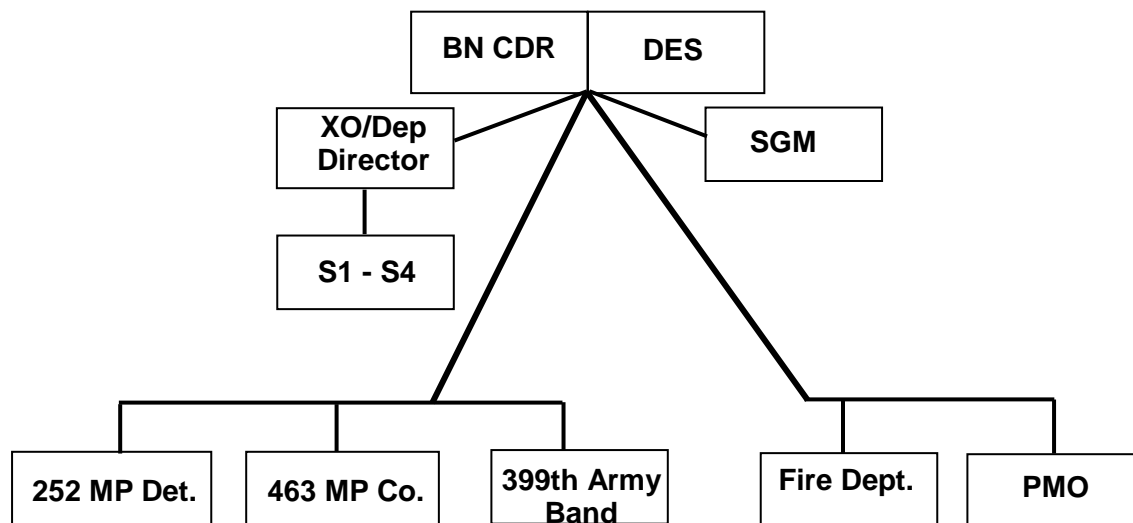 BN CDR
DES
XO/Dep
Director
SGM
S1 - S4
252 MP Det.
463 MP Co.
399th Army
Band
Fire Dept.
PMO